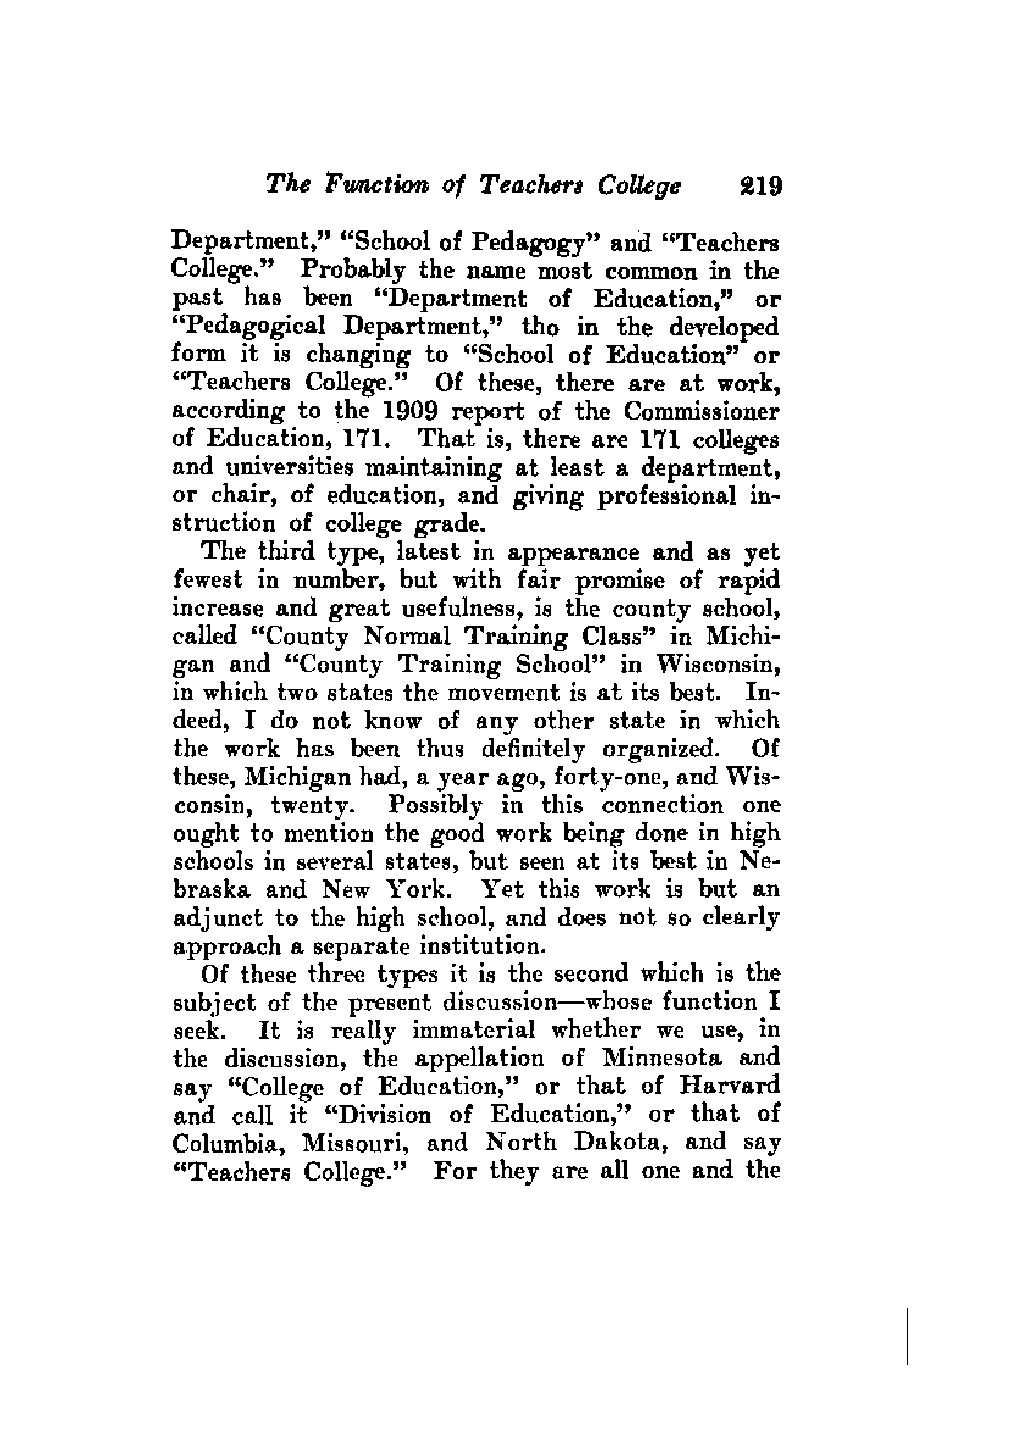 The Function of Teachers College 219
Department," "School of Pedagogy" and "Teachers
College." Probably the name most common in the
past has been "Department of Education," or
"Pedagogical Department," tho in the developed
form it is changing to "School of Education" or
"Teachers College." Of these, there are at work,
according to the 1909 report of the Commissioner
of Education, 171. That is, there are 171 colleges
and universities maintaining at least a department,
or chair, of education, and giving professional in-
struction of college grade.
The third type, latest in appearance and as yet
fewest in number, but with fair promise of rapid
increase and great usefulness, is the county school,
called "County Normal Training Class" in Michi-
gan and "County Training School" in Wisconsin,
in which two states the movement is at its best. In-
deed, I do not know of any other state in which
the work has been thus definitely organized. Of
these, Michigan had, a year ago, forty-one, and Wis-
consin, twenty. Possibly in this connection one
ought to mention the good work being done in high
schools in several states, but seen at its best in Ne-
braska and New York. Yet this work is but an
adjunct to the high school, and does not so clearly
approach a separate institution.
Of these three types it is the second which is the
subject of the present discussion—whose function I
seek. It is really immaterial whether we use, in
the discussion, the appellation of Minnesota and
say "College of Education," or that of Harvard
and call it "Division of Education," or that of
Columbia, Missouri, and North Dakota, and say
"Teachers College." For they are all one and the